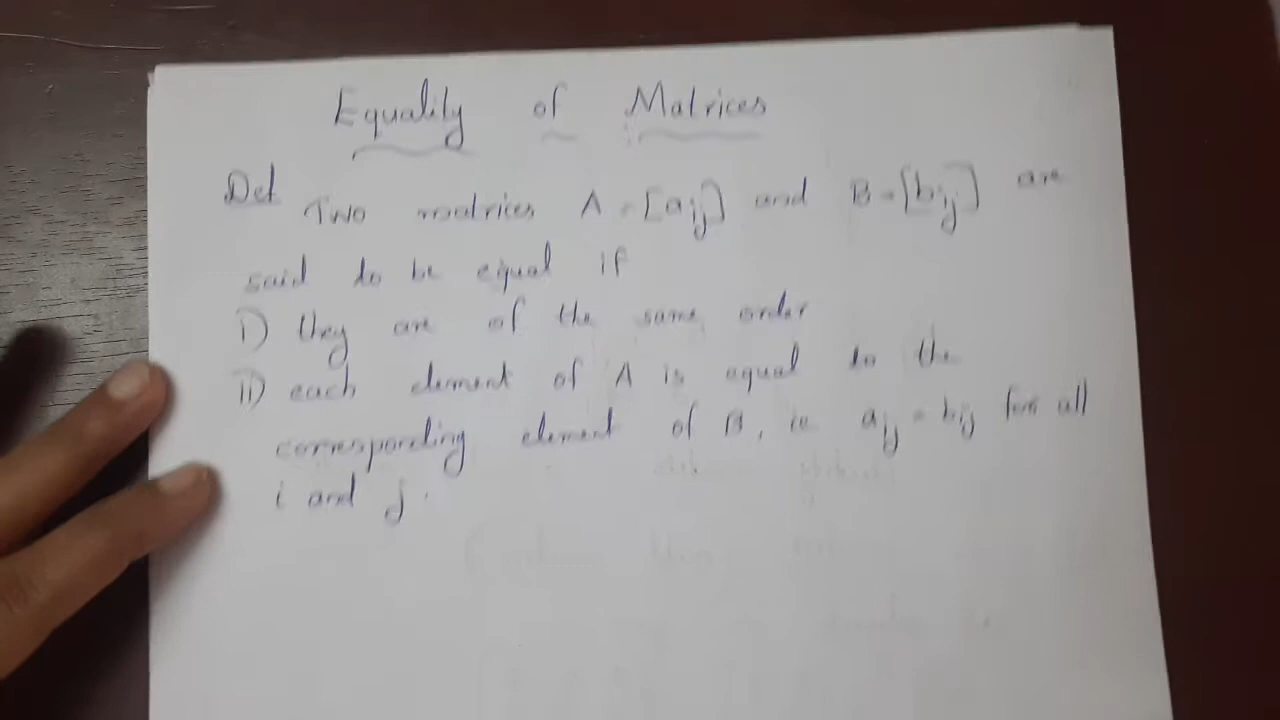 Equality of Matrices
Def Two matrices A = [aij] and B = [bij] are
said to be equal if
i) they are of the same order
ii) each element of A is equal to the
corresponding element of B, ie aij = bij for all
i and j.